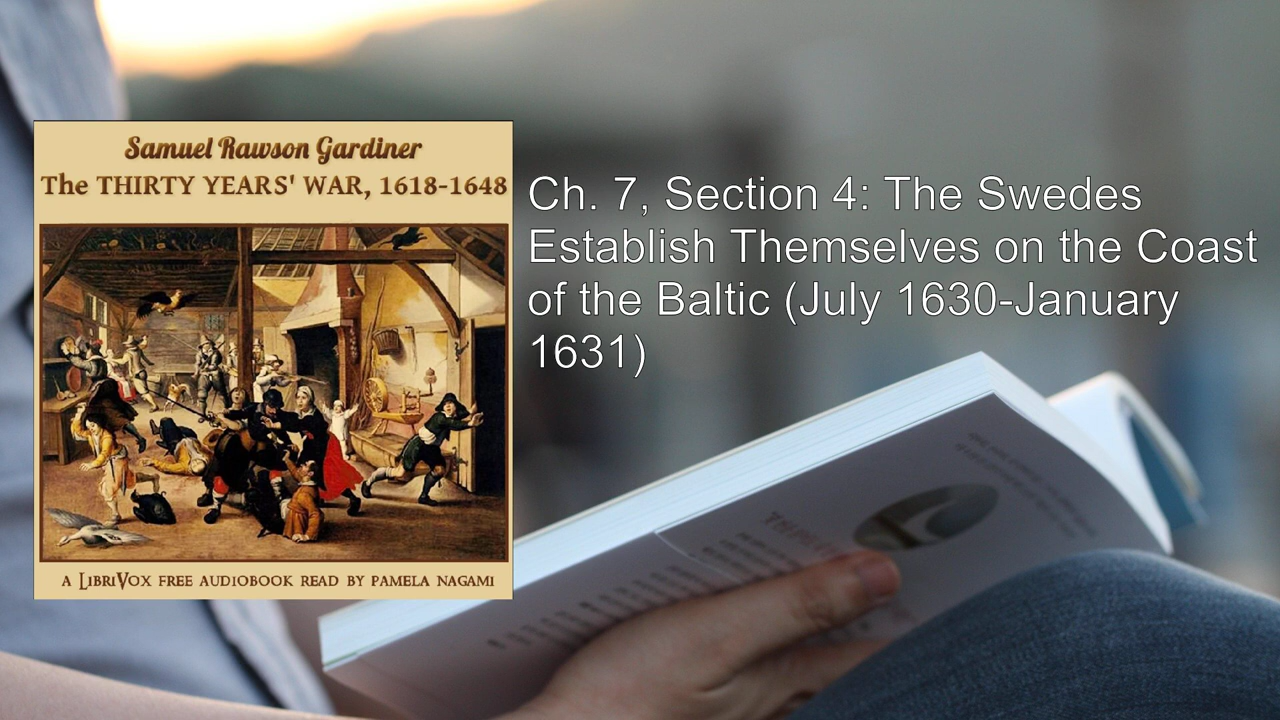 Samuel Rawson Gardiner
The THIRTY YEARS' WAR, 1618-1648
A LIBRIVOX FREE AUDIOBOOK READ BY PAMELA NAGAMI
Ch. 7, Section 4: The Swedes
Establish Themselves on the Coast
of the Baltic (July 1630-January
1631)